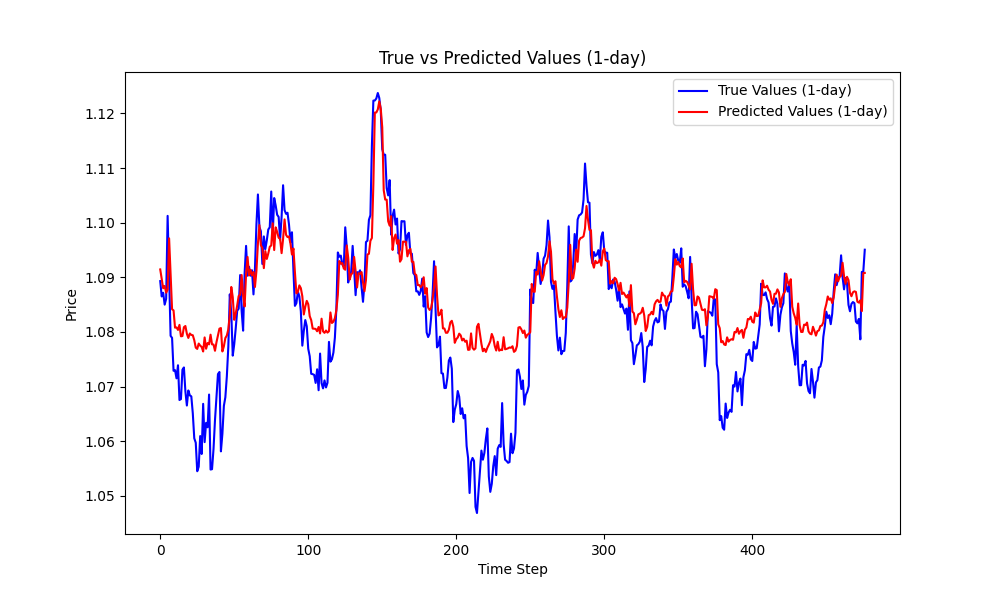 True vs Predicted Values (1-day)
True Values (1-day)
Predicted Values (1-day)
Price
1.12
1.11
1.10
1.09
1.08
1.07
1.06
1.05
0 100 200 300 400
Time Step